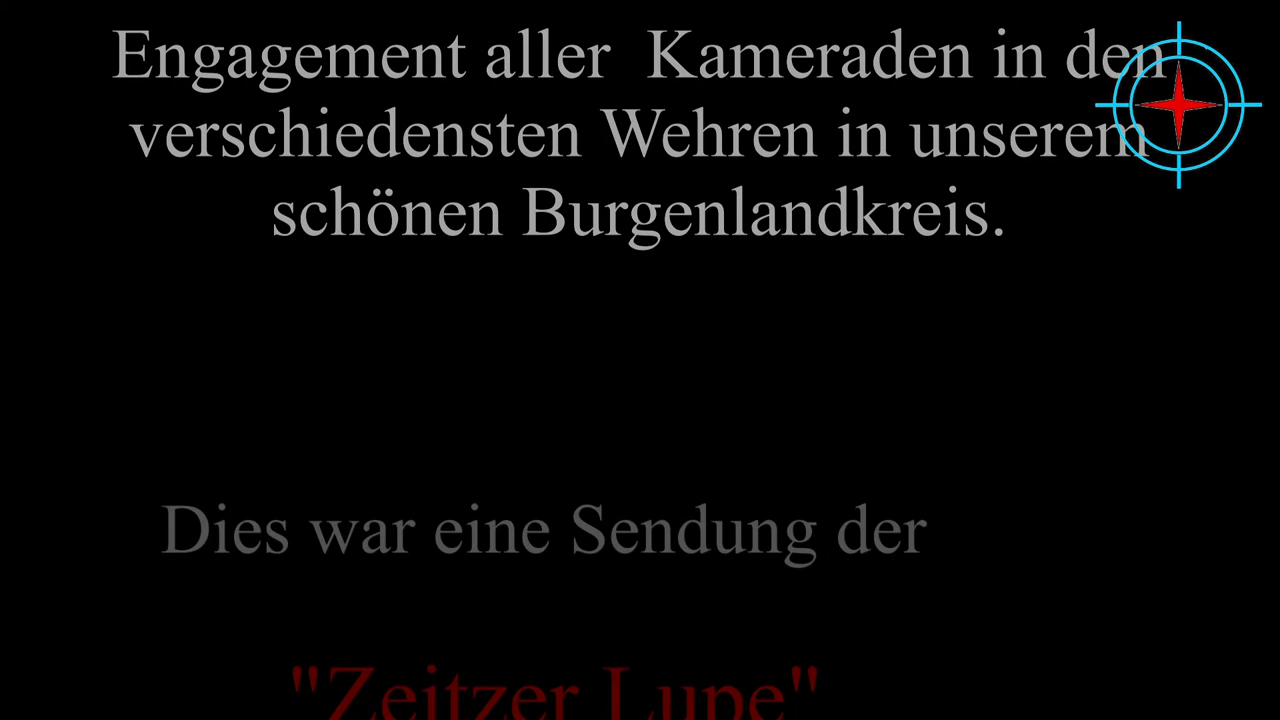 Engagement aller  Kameraden in den
verschiedensten Wehren in unserem
schönen Burgenlandkreis.
Dies war eine Sendung der
"Zeitzer Lupe"